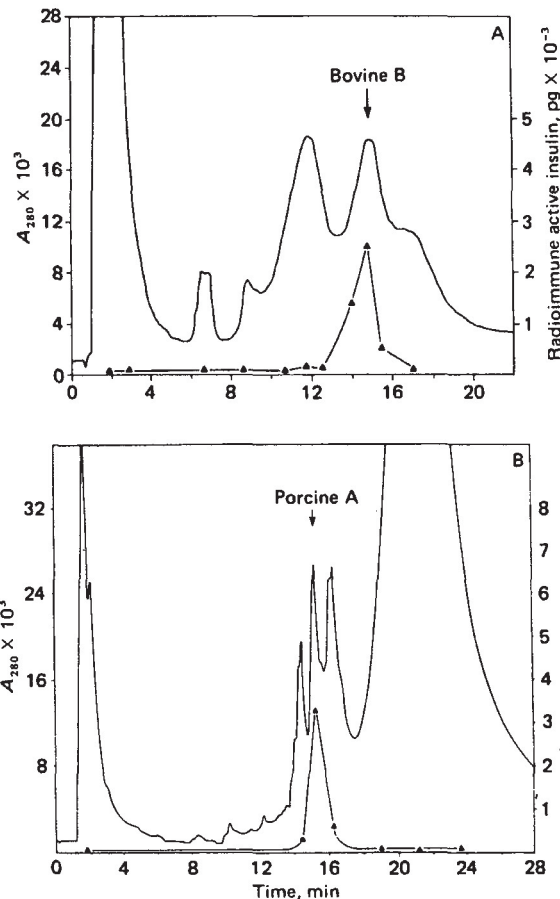 28
24
20
16
12
8
4
0
A₂₈₀ × 10³
A
Bovine B
5
4
3
2
1
Radioimmune active insulin, pg × 10⁻³
0 4 8 12 16 20
32
24
16
8
A₂₈₀ × 10³
B
Porcine A
8
7
6
5
4
3
2
1
0 4 8 12 16 20 24 28
Time, min